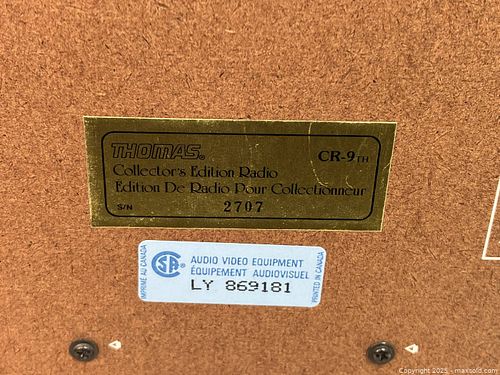 THOMAS®
CR-9TH
Collector's Edition Radio
Edition De Radio Pour Collectionneur
S/N 2707
IMPRIMÉ AU CANADA
CSA®
AUDIO VIDEO EQUIPMENT
ÉQUIPEMENT AUDIOVISUEL
LY 869181
PRINTED IN CANADA
Copyright 2025 - maxsold.com